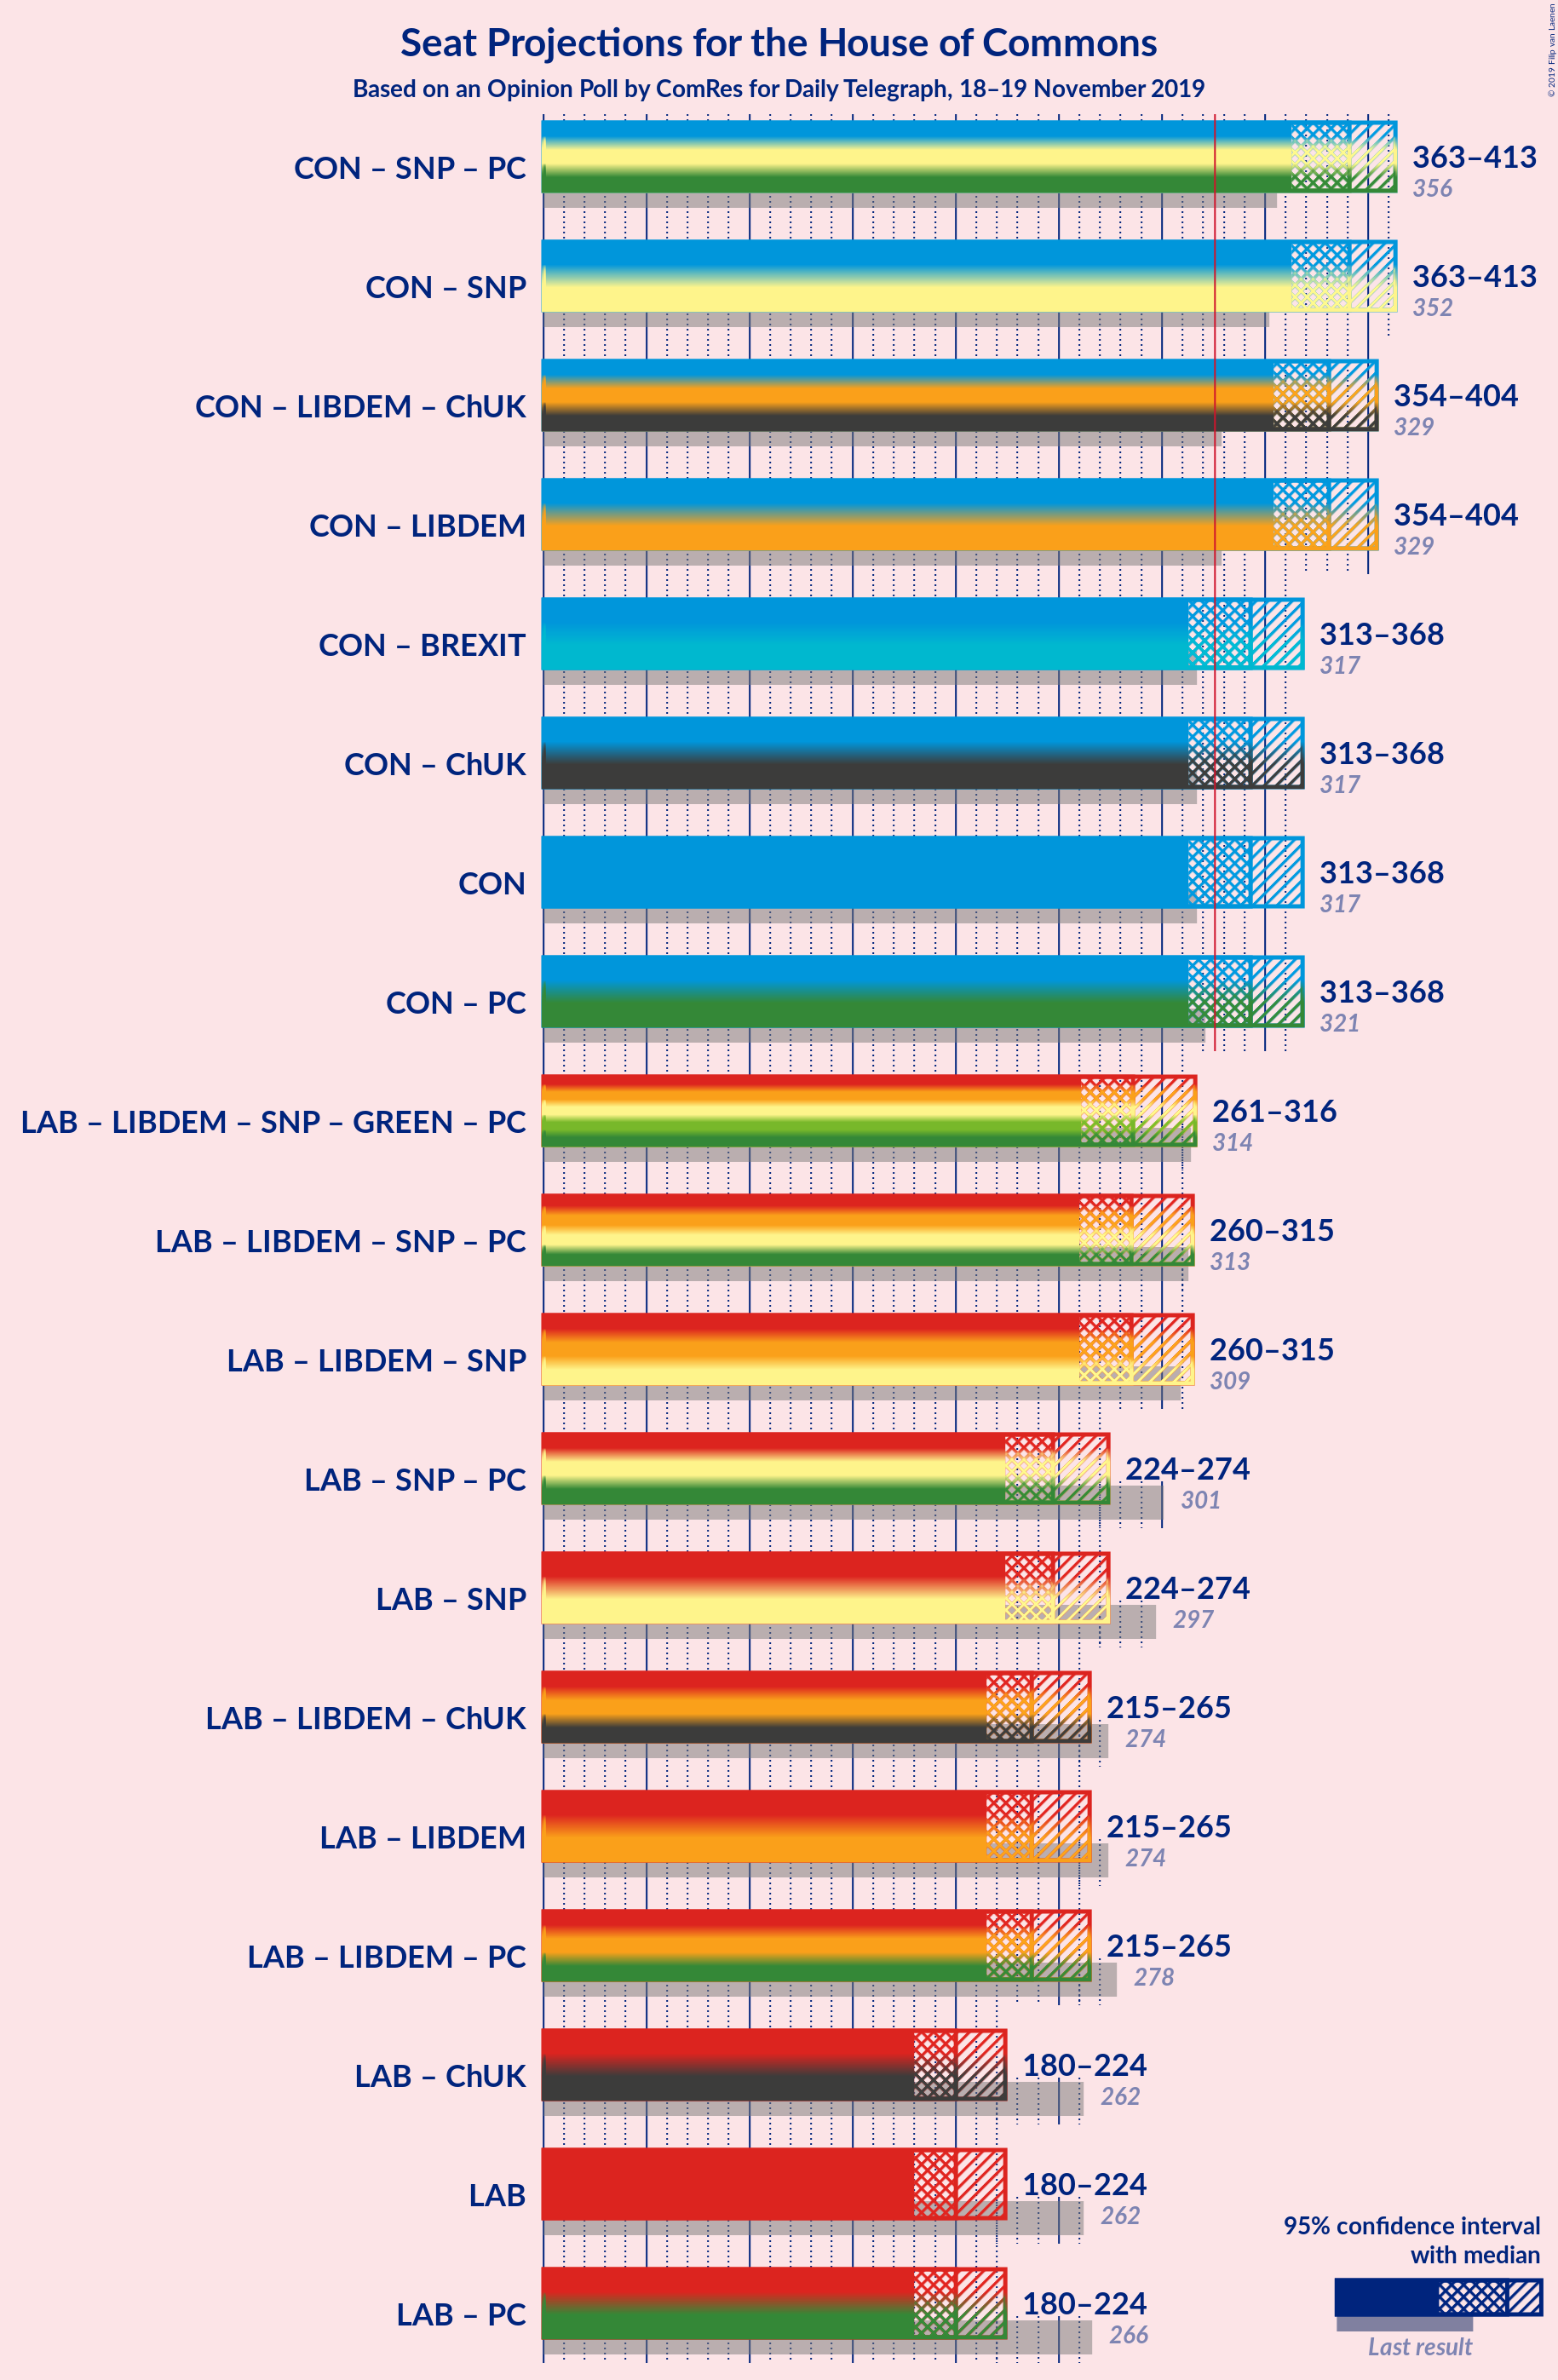 Seat Projections for the House of Commons
Based on an Opinion Poll by ComRes for Daily Telegraph, 18–19 November 2019
© 2019 Filip van Laenen
CON – SNP – PC
363–413
356
CON – SNP
363–413
352
CON – LIBDEM – ChUK
354–404
329
CON – LIBDEM
354–404
329
CON – BREXIT
313–368
317
CON – ChUK
313–368
317
CON
313–368
317
CON – PC
313–368
321
LAB – LIBDEM – SNP – GREEN – PC
261–316
314
LAB – LIBDEM – SNP – PC
260–315
313
LAB – LIBDEM – SNP
260–315
309
LAB – SNP – PC
224–274
301
LAB – SNP
224–274
297
LAB – LIBDEM – ChUK
215–265
274
LAB – LIBDEM
215–265
274
LAB – LIBDEM – PC
215–265
278
LAB – ChUK
180–224
262
LAB
180–224
262
LAB – PC
180–224
266
95% confidence interval
with median
Last result